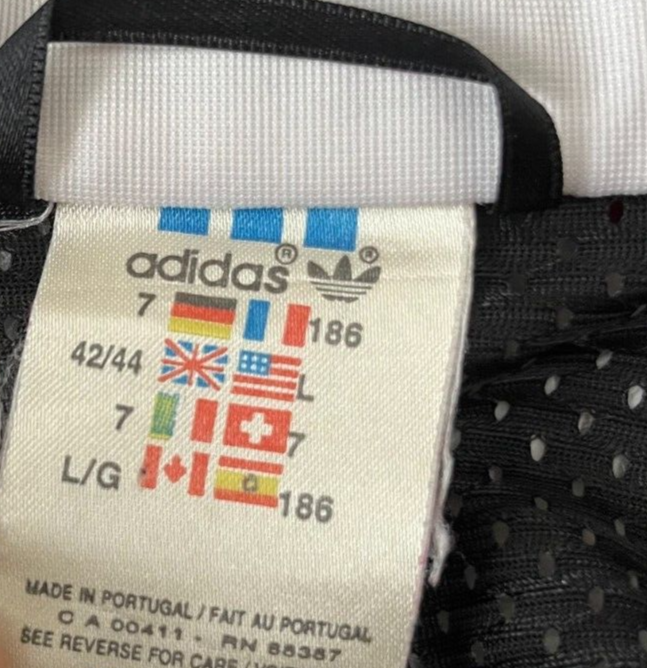 adidas® ®
7 186
42/44 L
7 7
L/G 186
MADE IN PORTUGAL / FAIT AU PORTUGAL
C A 00411 - RN 88387
SEE REVERSE FOR CARE /